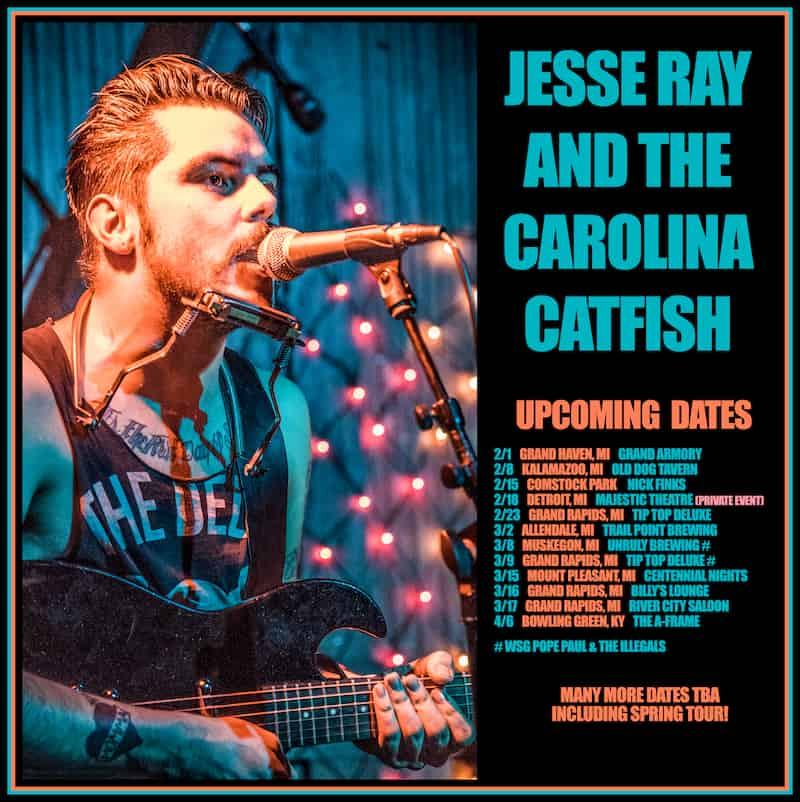 JESSE RAY
AND THE
CAROLINA
CATFISH
UPCOMING DATES
2/1 GRAND HAVEN, MI GRAND ARMORY
2/8 KALAMAZOO, MI OLD DOG TAVERN
2/15 COMSTOCK PARK NICK FINKS
2/18 DETROIT, MI MAJESTIC THEATRE (PRIVATE EVENT)
2/23 GRAND RAPIDS, MI TIP TOP DELUXE
3/2 ALLENDALE, MI TRAIL POINT BREWING
3/8 MUSKEGON, MI UNRULY BREWING #
3/9 GRAND RAPIDS, MI TIP TOP DELUXE #
3/15 MOUNT PLEASANT, MI CENTENNIAL NIGHTS
3/16 GRAND RAPIDS, MI BILLY'S LOUNGE
3/17 GRAND RAPIDS, MI RIVER CITY SALOON
4/6 BOWLING GREEN, KY THE A-FRAME
# WSG POPE PAUL & THE ILLEGALS
MANY MORE DATES TBA
INCLUDING SPRING TOUR!
THE DEL